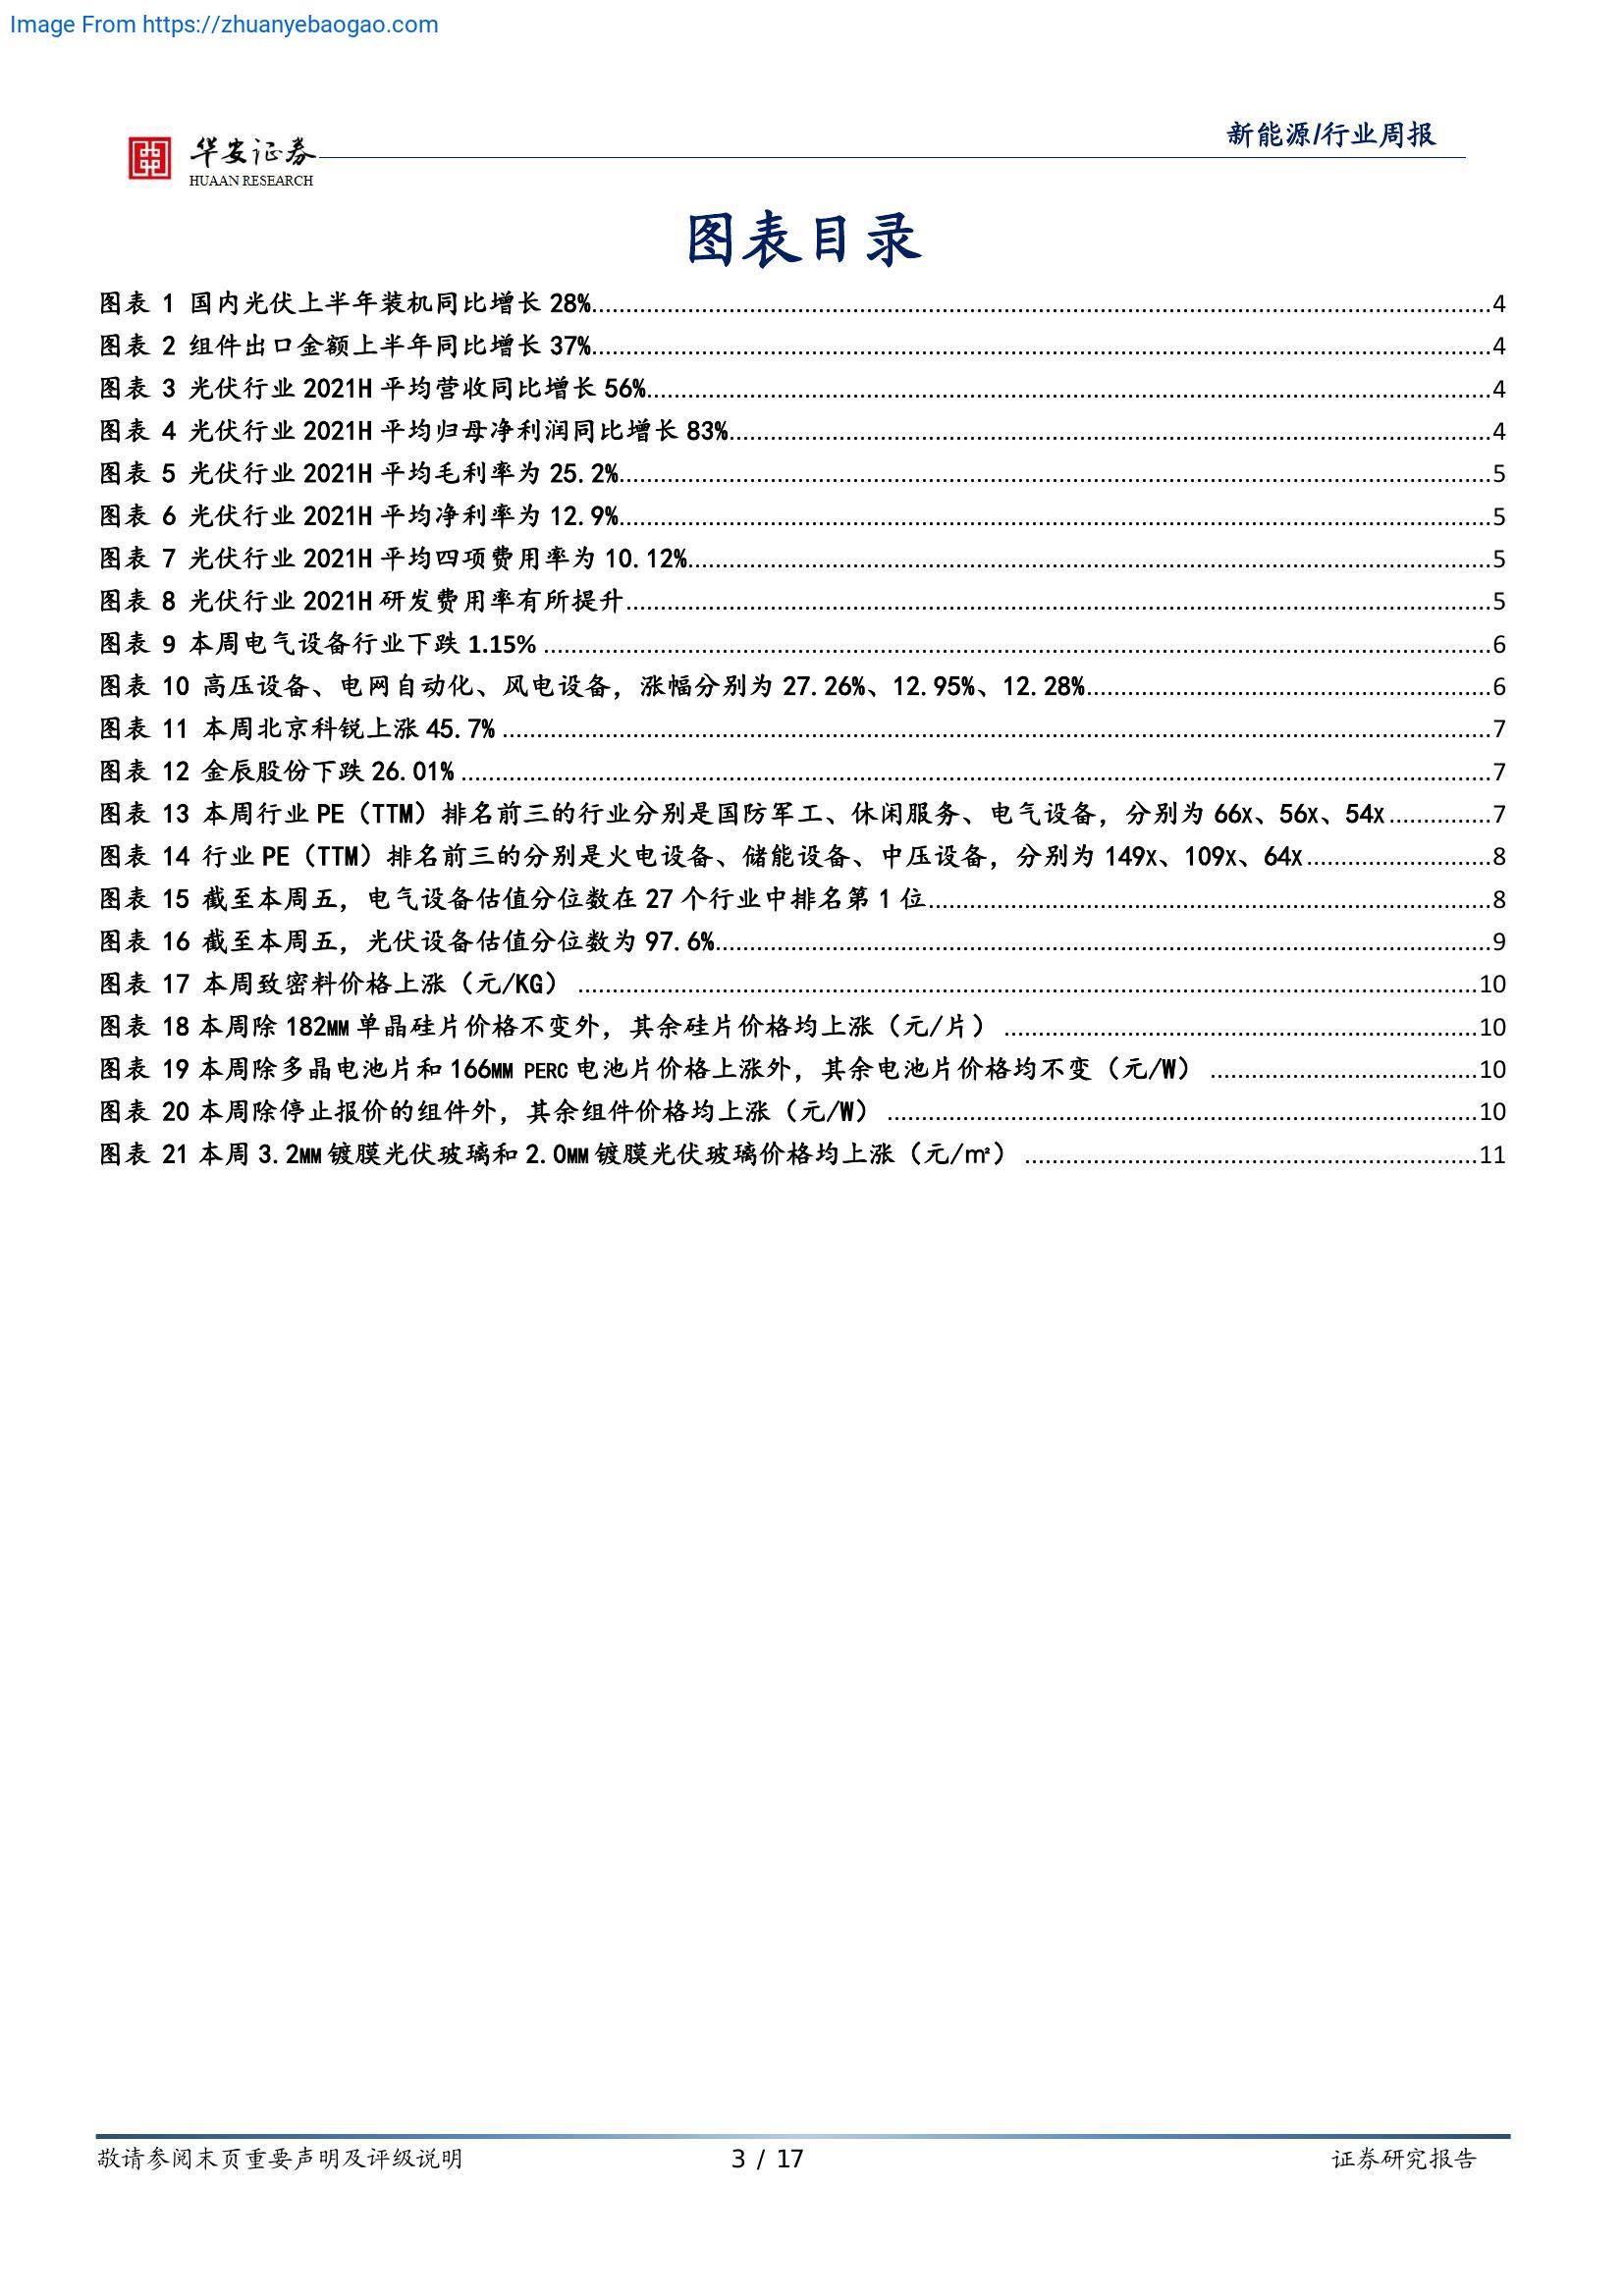 Image From https://zhuanyebaogao.com
新能源/行业周报
华安证券
HUAAN RESEARCH
图表目录
图表 1 国内光伏上半年装机同比增长 28%....................4
图表 2 组件出口金额上半年同比增长 37%....................4
图表 3 光伏行业 2021H 平均营收同比增长 56%....................4
图表 4 光伏行业 2021H 平均归母净利润同比增长 83%....................4
图表 5 光伏行业 2021H 平均毛利率为 25.2%....................5
图表 6 光伏行业 2021H 平均净利率为 12.9%....................5
图表 7 光伏行业 2021H 平均四项费用率为 10.12%....................5
图表 8 光伏行业 2021H 研发费用率有所提升....................5
图表 9 本周电气设备行业下跌 1.15% ....................6
图表 10 高压设备、电网自动化、风电设备，涨幅分别为 27.26%、12.95%、12.28%....................6
图表 11 本周北京科锐上涨 45.7% ....................7
图表 12 金辰股份下跌 26.01% ....................7
图表 13 本周行业 PE（TTM）排名前三的行业分别是国防军工、休闲服务、电气设备，分别为 66X、56X、54X....................7
图表 14 行业 PE（TTM）排名前三的分别是火电设备、储能设备、中压设备，分别为 149X、109X、64X....................8
图表 15 截至本周五，电气设备估值分位数在 27 个行业中排名第 1 位....................8
图表 16 截至本周五，光伏设备估值分位数为 97.6%....................9
图表 17 本周致密料价格上涨（元/KG） ....................10
图表 18 本周除 182MM 单晶硅片价格不变外，其余硅片价格均上涨（元/片） ....................10
图表 19 本周除多晶电池片和 166MM PERC 电池片价格上涨外，其余电池片价格均不变（元/W） ....................10
图表 20 本周除停止报价的组件外，其余组件价格均上涨（元/W） ....................10
图表 21 本周 3.2MM 镀膜光伏玻璃和 2.0MM 镀膜光伏玻璃价格均上涨（元/㎡） ....................11
敬请参阅末页重要声明及评级说明 3 / 17 证券研究报告